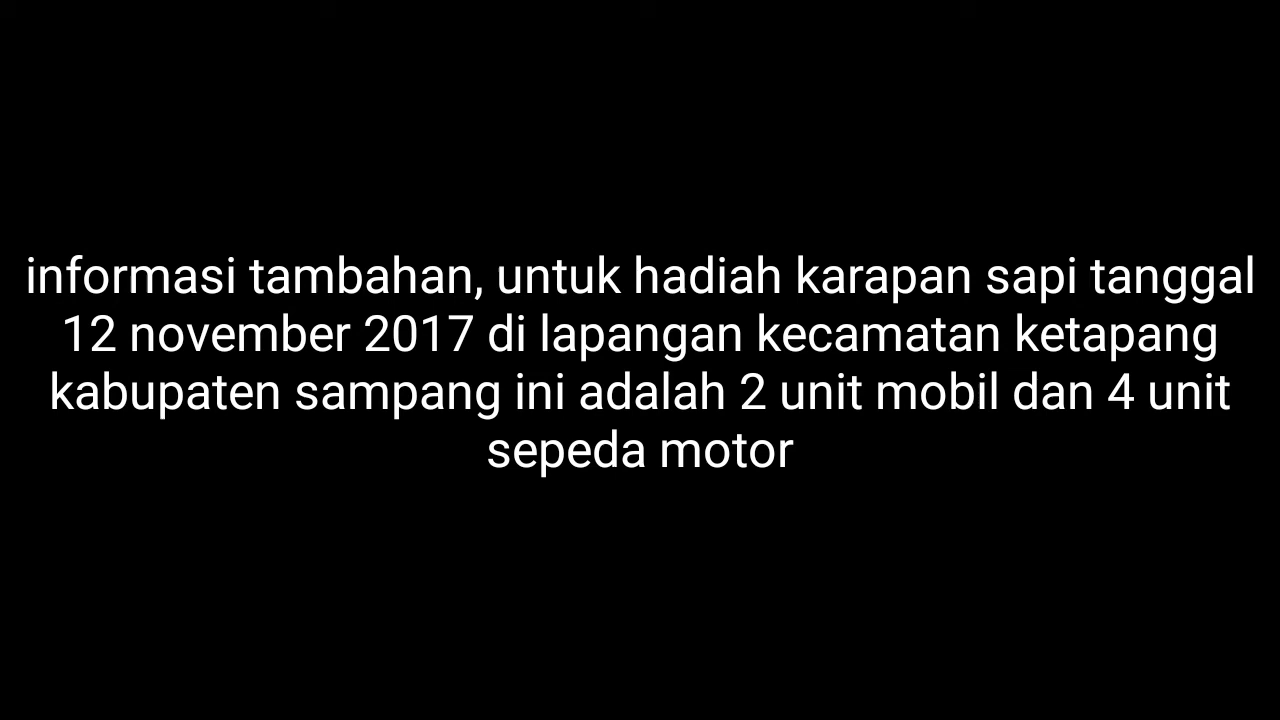 informasi tambahan, untuk hadiah karapan sapi tanggal
12 november 2017 di lapangan kecamatan ketapang
kabupaten sampang ini adalah 2 unit mobil dan 4 unit
sepeda motor